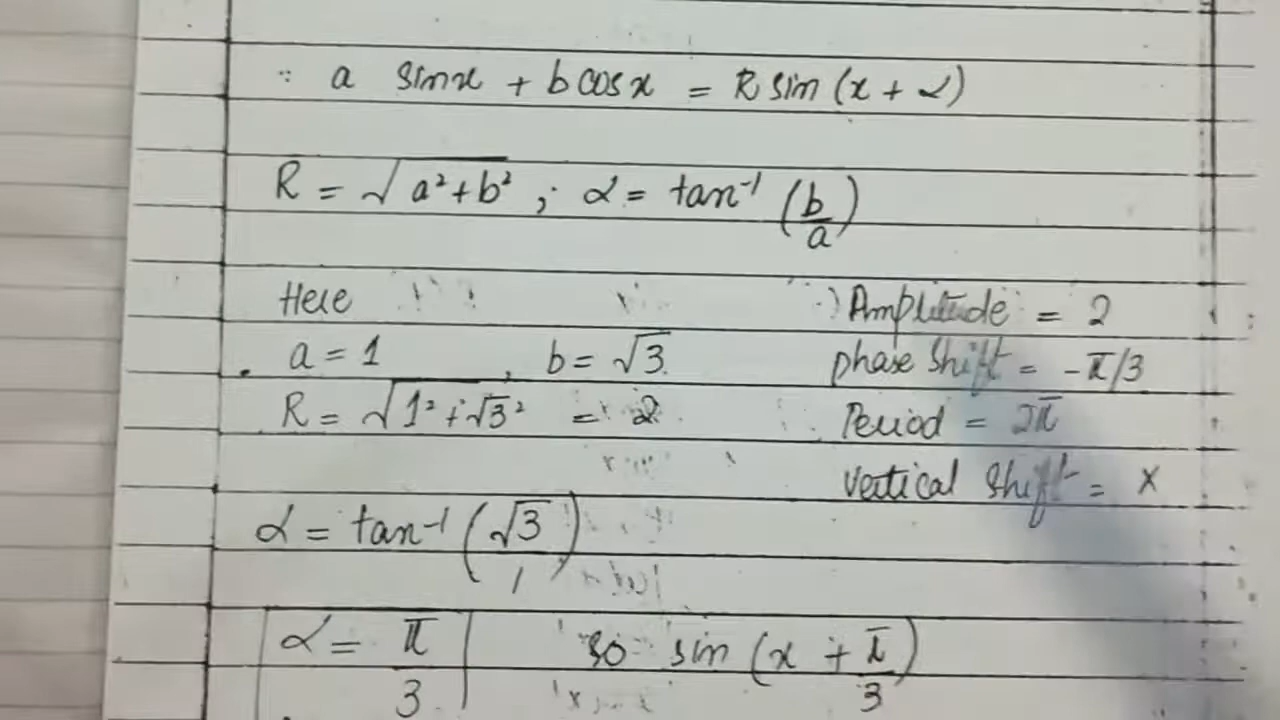 ∵ a sinx + b cosx = R sin (x + α)
R = √a²+b² ; α = tan⁻¹ (b/a)
Here
a = 1 , b = √3
R = √1² + √3² = 2
α = tan⁻¹ (√3/1)
α = π/3
Amplitude = 2
phase shift = -π/3
Period = 2π
Vertical shift = x
so sin (x + π/3)